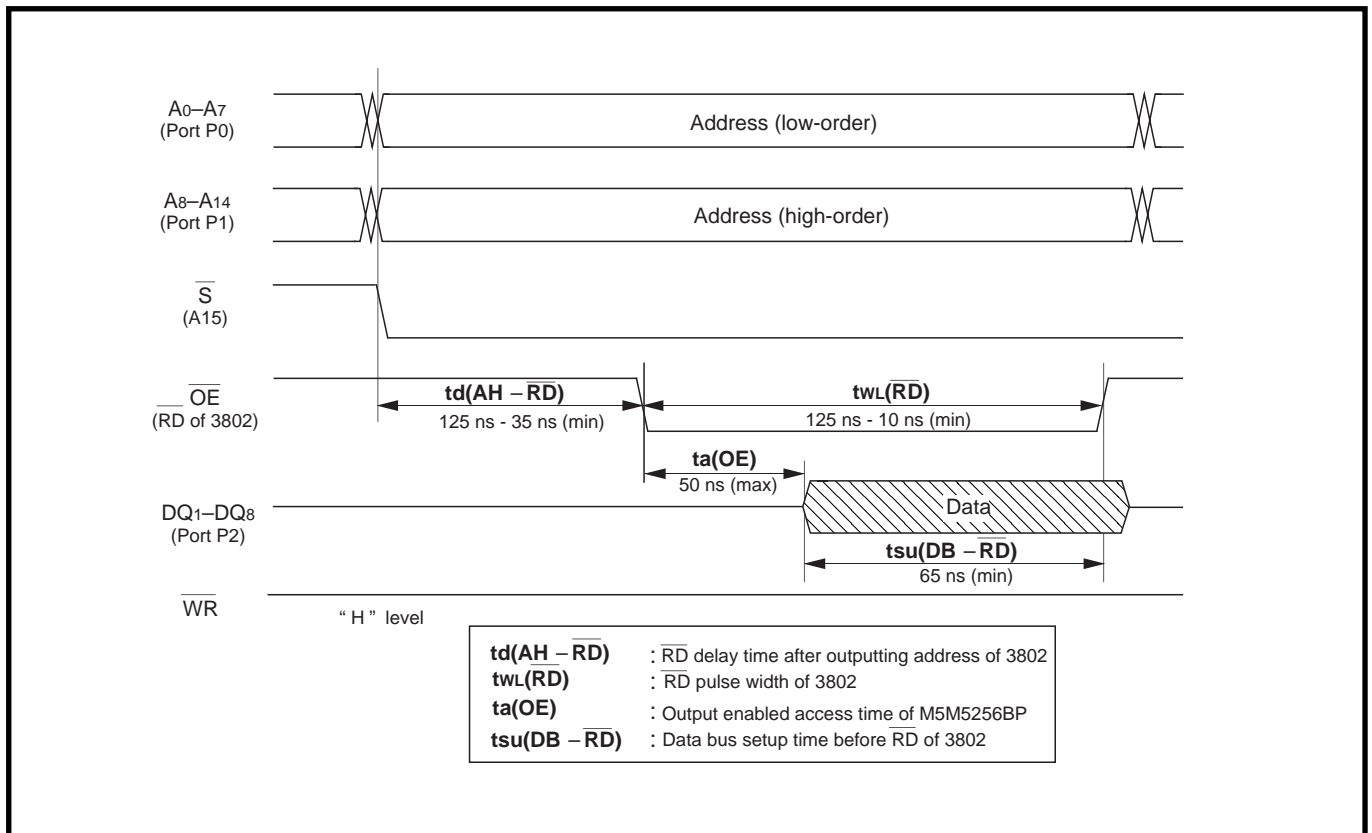 A0–A7
(Port P0)
Address (low-order)
A8–A14
(Port P1)
Address (high-order)
S
(A15)
OE
(RD of 3802)
td(AH – RD)
125 ns - 35 ns (min)
twL(RD)
125 ns - 10 ns (min)
ta(OE)
50 ns (max)
DQ1–DQ8
(Port P2)
Data
tsu(DB – RD)
65 ns (min)
WR
“ H ” level
td(AH – RD) : RD delay time after outputting address of 3802
twL(RD) : RD pulse width of 3802
ta(OE) : Output enabled access time of M5M5256BP
tsu(DB – RD) : Data bus setup time before RD of 3802